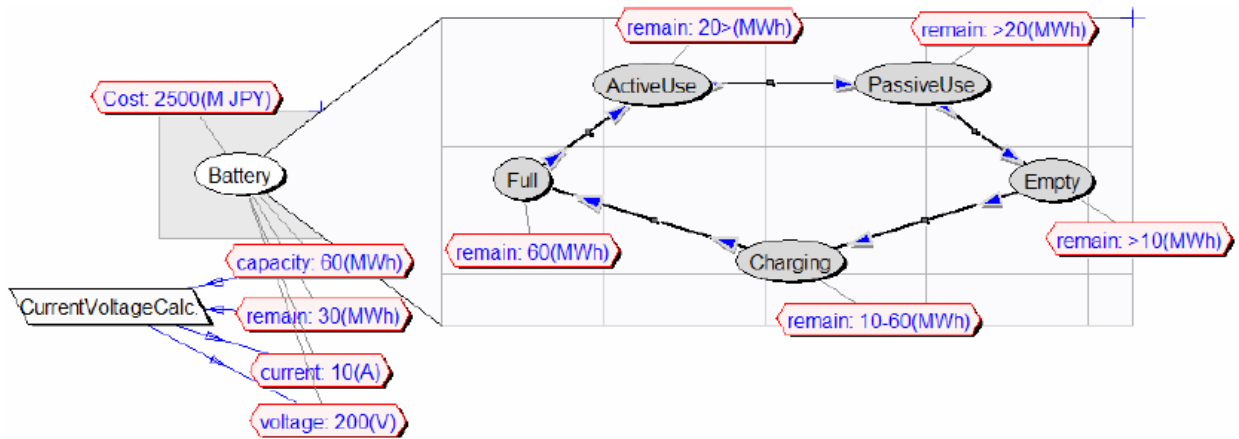 remain: 20>(MWh)
remain: >20(MWh)
ActiveUse
PassiveUse
Cost: 2500(M JPY)
Battery
Full
Empty
remain: 60(MWh)
remain: >10(MWh)
capacity: 60(MWh)
Charging
CurrentVoltageCalc.
remain: 30(MWh)
remain: 10-60(MWh)
current: 10(A)
voltage: 200(V)